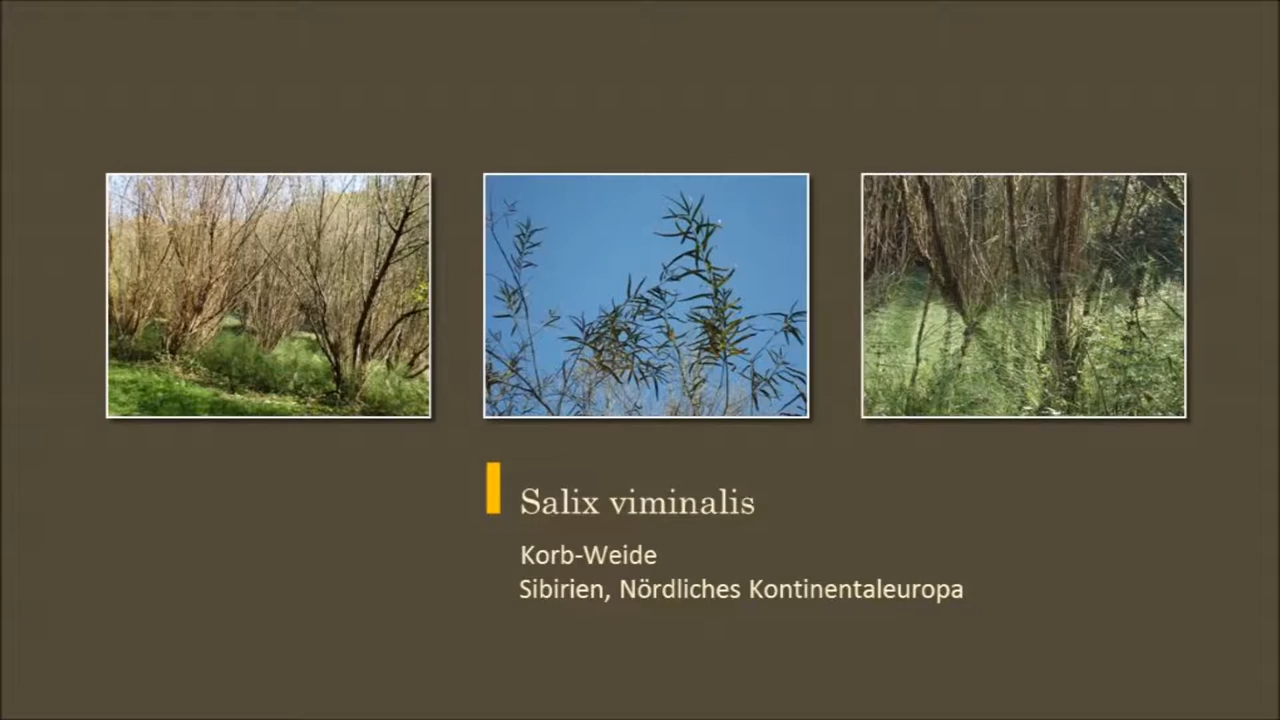 Salix viminalis
Korb-Weide
Sibirien, Nördliches Kontinentaleuropa